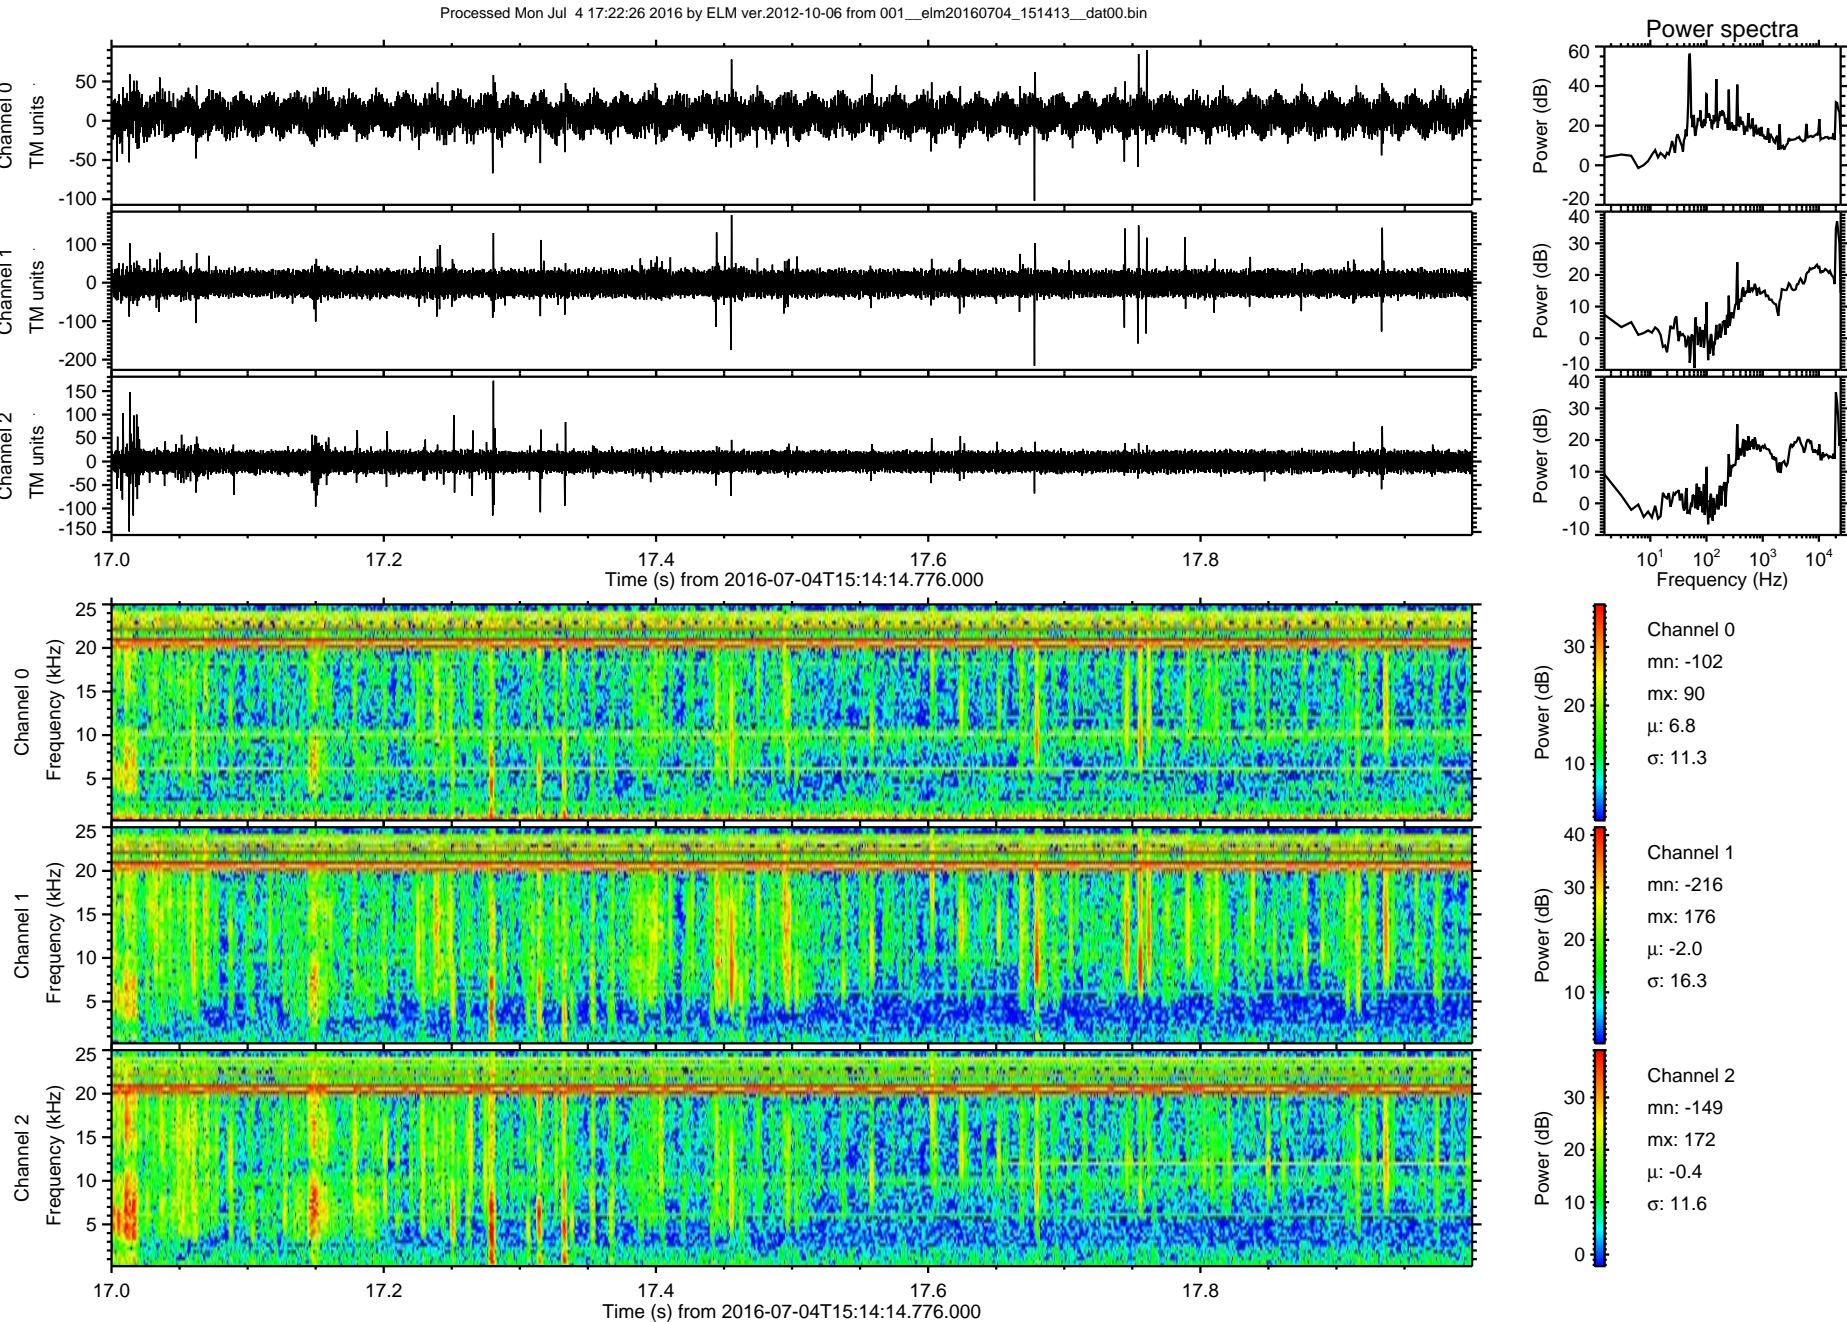 Processed Mon Jul  4 17:22:26 2016 by ELM ver.2012-10-06 from 001__elm20160704_151413__dat00.bin
Power spectra
Channel 0
TM units
50
0
-50
-100
Power (dB)
60
40
20
0
-20
Channel 1
TM units
100
0
-100
-200
Power (dB)
40
30
20
10
0
-10
Channel 2
TM units
150
100
50
0
-50
-100
-150
Power (dB)
40
30
20
10
0
-10
17.0 17.2 17.4 17.6 17.8
Time (s) from 2016-07-04T15:14:14.776.000
10^1 10^2 10^3 10^4
Frequency (Hz)
Channel 0
Frequency (kHz)
25
20
15
10
5
Power (dB)
30
20
10
Channel 0
mn: -102
mx: 90
μ: 6.8
σ: 11.3
Channel 1
Frequency (kHz)
25
20
15
10
5
Power (dB)
40
30
20
10
Channel 1
mn: -216
mx: 176
μ: -2.0
σ: 16.3
Channel 2
Frequency (kHz)
25
20
15
10
5
Power (dB)
30
20
10
0
Channel 2
mn: -149
mx: 172
μ: -0.4
σ: 11.6
17.0 17.2 17.4 17.6 17.8
Time (s) from 2016-07-04T15:14:14.776.000